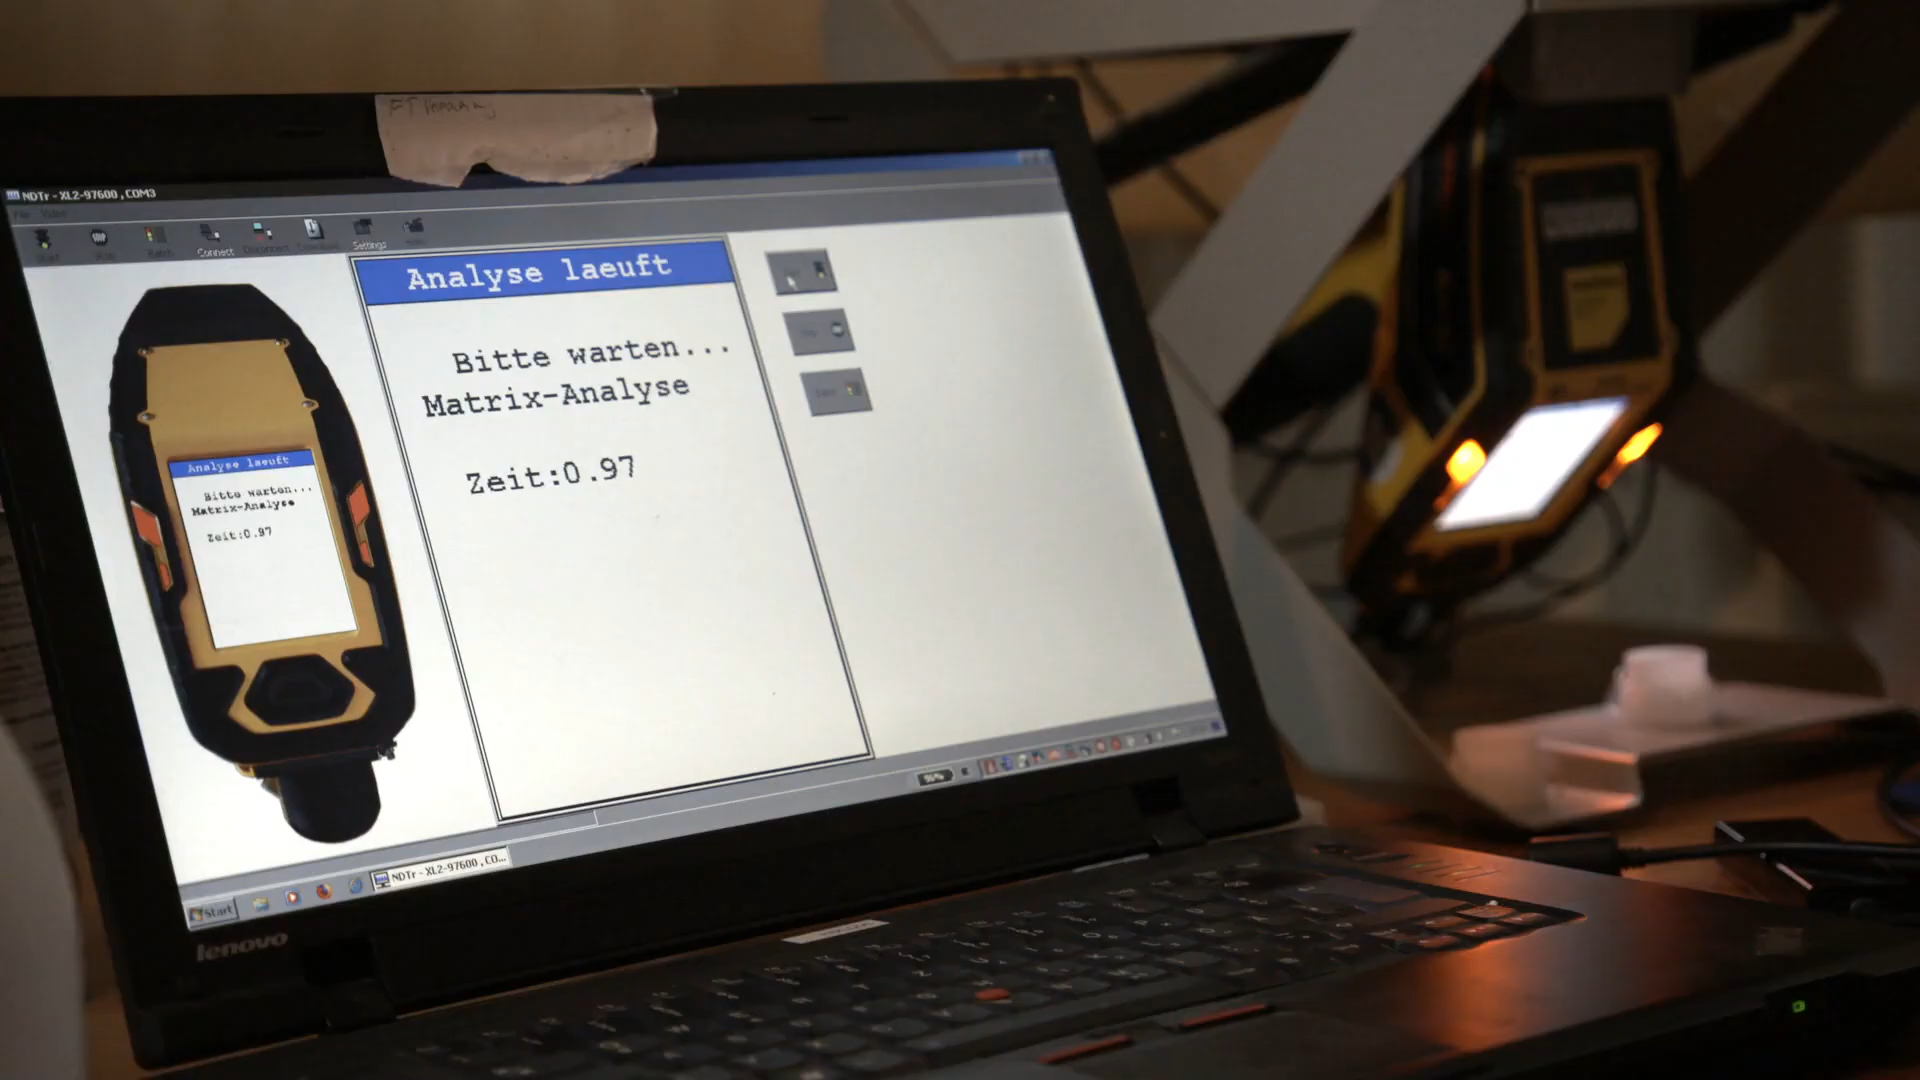 NDTr - XL2-97600 , COM3
Connect
Settings
Analyse laeuft
Bitte warten...
Matrix-Analyse
Zeit:0.97
Analyse laeuft
Bitte warten...
Matrix-Analyse
Zeit:0.97
96%
Start
NDTr - XL2-97600 , CO...
lenovo